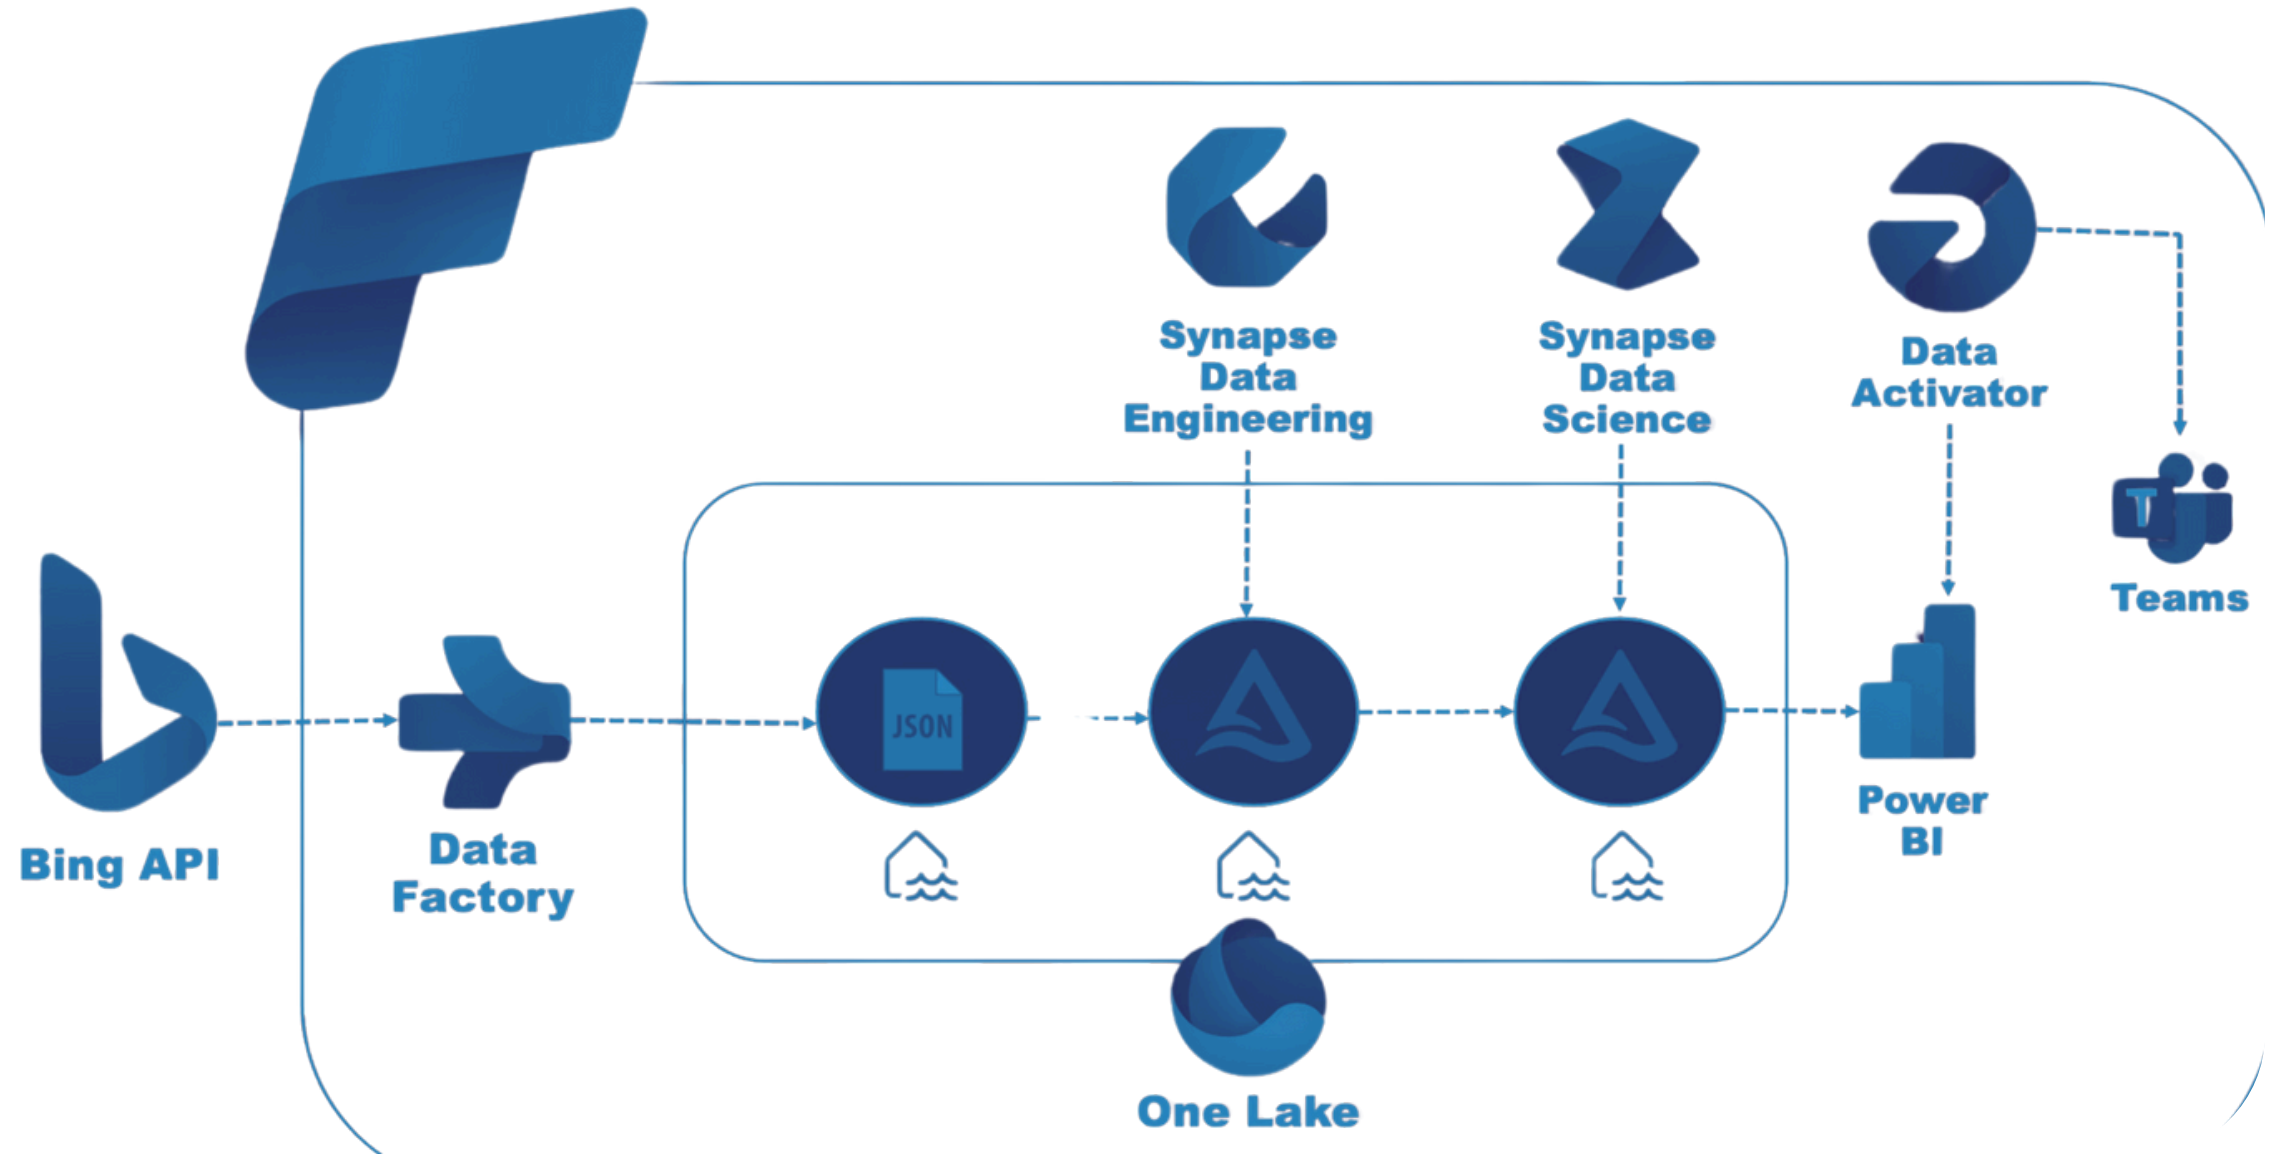 Synapse
Data
Engineering
Synapse
Data
Science
Data
Activator
T
Teams
JSON
Bing API
Data
Factory
Power
BI
One Lake